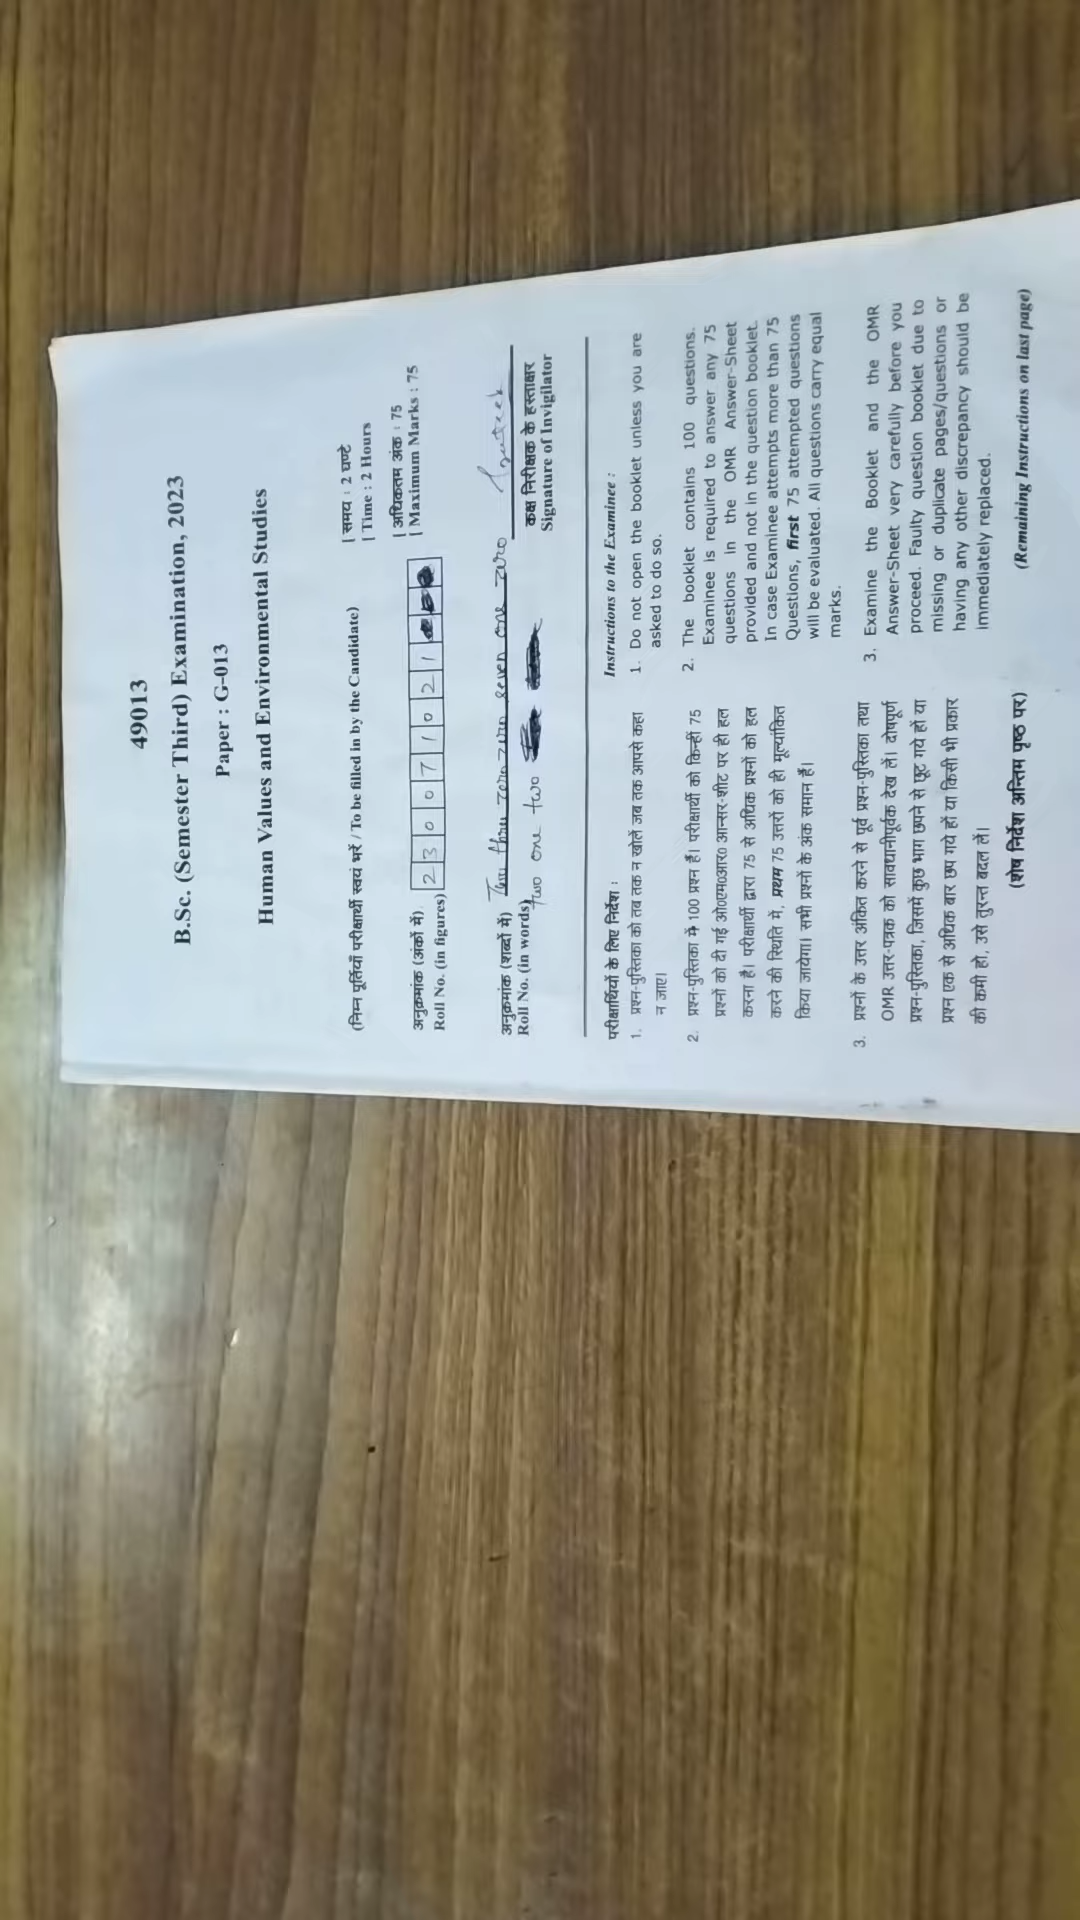 49013
B.Sc. (Semester Third) Examination, 2023
Paper : G-013
Human Values and Environmental Studies
(निम्न पूर्तियाँ परीक्षार्थी स्वयं भरें / To be filled in by the Candidate)
[ समय : 2 घण्टे
[ Time : 2 Hours
[ अधिकतम अंक : 75
[ Maximum Marks : 75
अनुक्रमांक (अंकों में)
Roll No. (in figures)
2 3 0 0 7 1 0 2 1
अनुक्रमांक (शब्दों में) Two three zero zero seven one zero
Roll No. (in words) two one two
कक्ष निरीक्षक के हस्ताक्षर
Signature of Invigilator
परीक्षार्थियों के लिए निर्देश :
1. प्रश्न-पुस्तिका को तब तक न खोलें जब तक आपसे कहा
न जाए।
2. प्रश्न-पुस्तिका में 100 प्रश्न हैं। परीक्षार्थी को किन्हीं 75
प्रश्नों को दी गई ओ०एम०आर० आन्सर-शीट पर ही हल
करना है। परीक्षार्थी द्वारा 75 से अधिक प्रश्नों को हल
करने की स्थिति में, प्रथम 75 उत्तरों को ही मूल्यांकित
किया जायेगा। सभी प्रश्नों के अंक समान हैं।
3. प्रश्नों के उत्तर अंकित करने से पूर्व प्रश्न-पुस्तिका तथा
OMR उत्तर-पत्रक को सावधानीपूर्वक देख लें। दोषपूर्ण
प्रश्न-पुस्तिका, जिसमें कुछ भाग छपने से छूट गये हों या
प्रश्न एक से अधिक बार छप गये हों या किसी भी प्रकार
की कमी हो, उसे तुरन्त बदल लें।
(शेष निर्देश अन्तिम पृष्ठ पर)
Instructions to the Examinee :
1. Do not open the booklet unless you are
asked to do so.
2. The booklet contains 100 questions.
Examinee is required to answer any 75
questions in the OMR Answer-Sheet
provided and not in the question booklet.
In case Examinee attempts more than 75
Questions, first 75 attempted questions
will be evaluated. All questions carry equal
marks.
3. Examine the Booklet and the OMR
Answer-Sheet very carefully before you
proceed. Faulty question booklet due to
missing or duplicate pages/questions or
having any other discrepancy should be
immediately replaced.
(Remaining Instructions on last page)